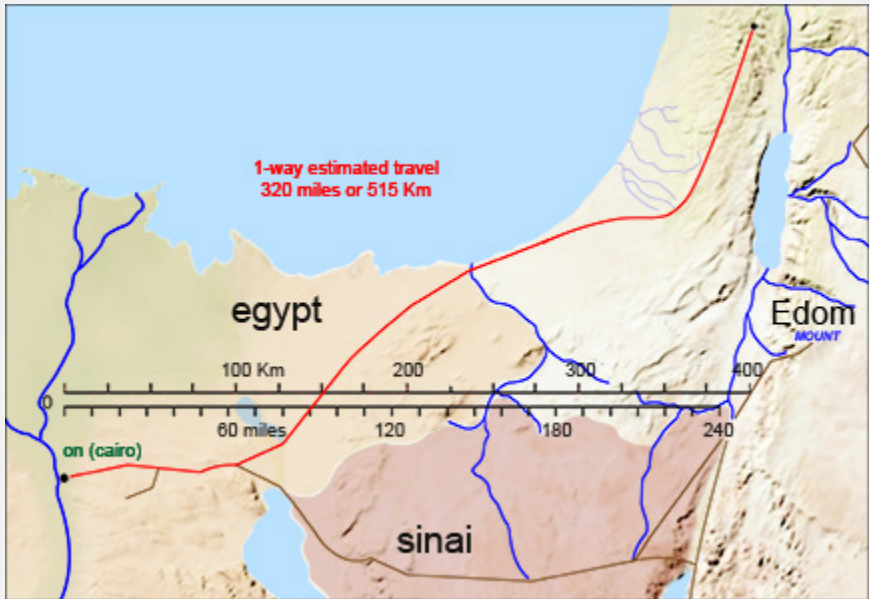 1-way estimated travel
320 miles or 515 Km
egypt
Edom
MOUNT
100 Km 200 300 400
0
60 miles 120 180 240
on (cairo)
sinai